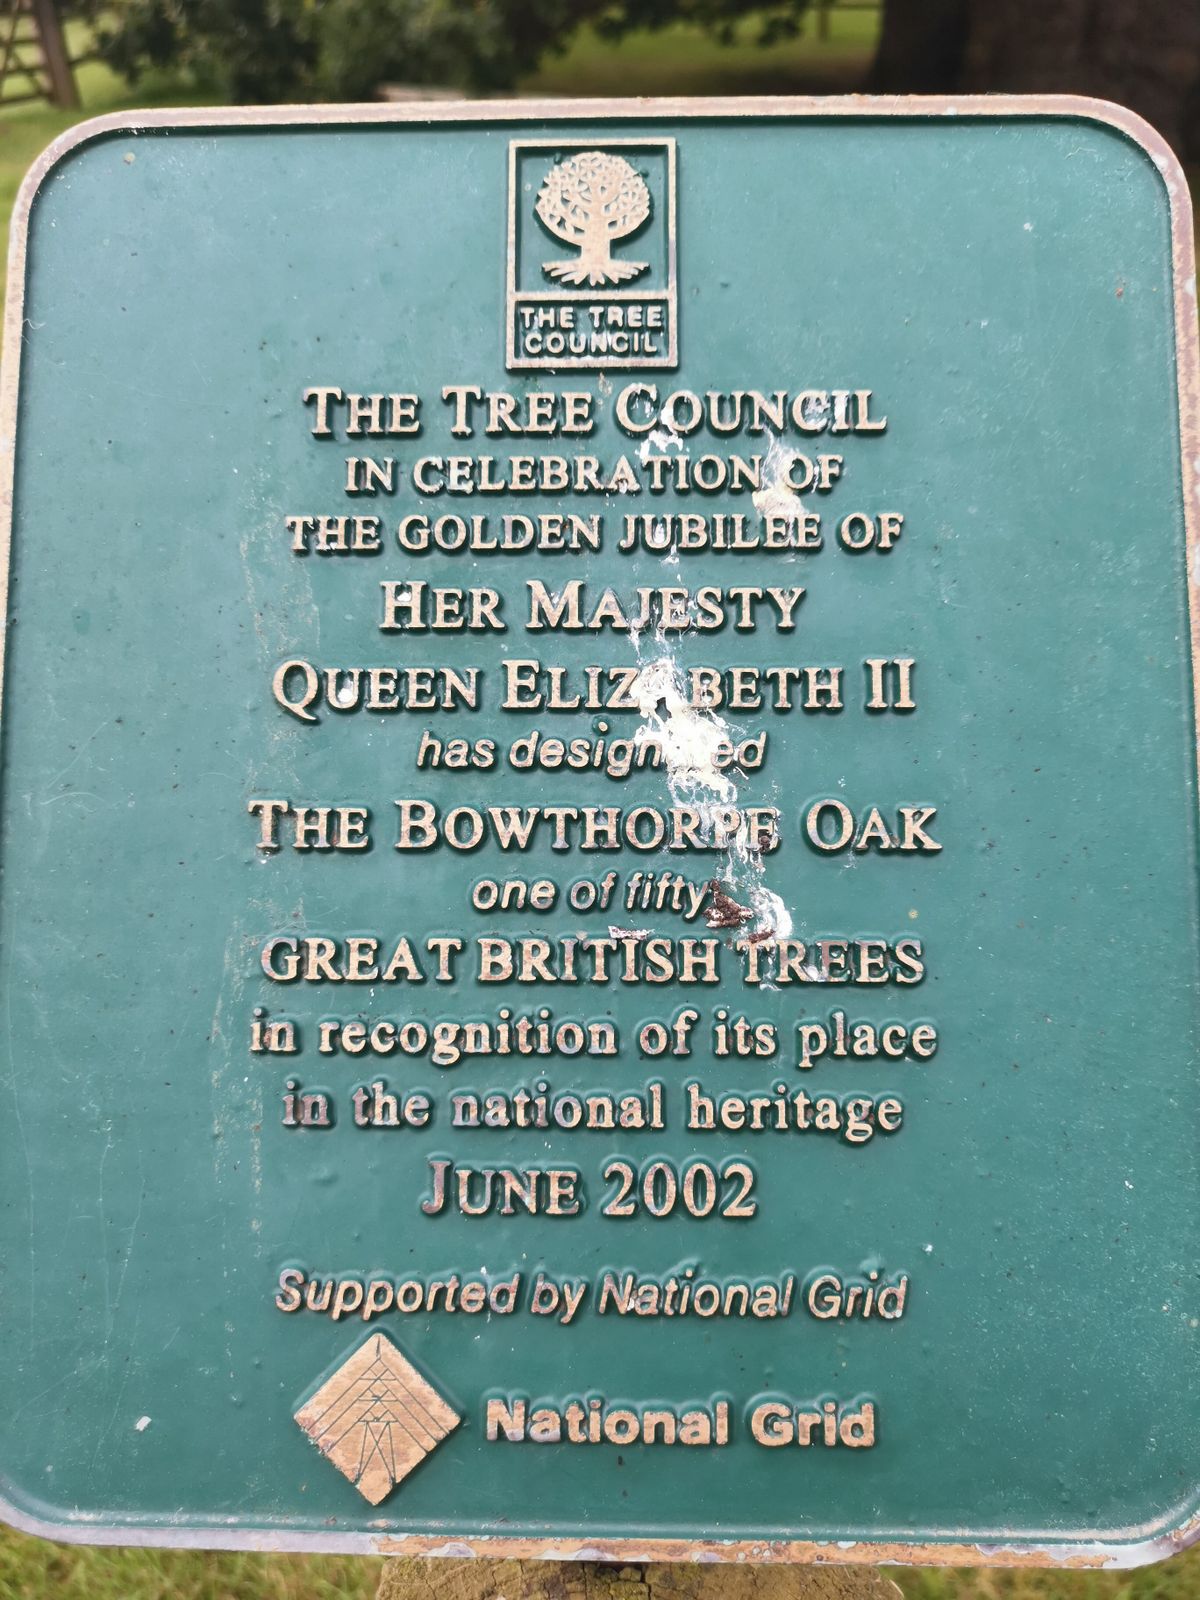 THE TREE
COUNCIL
THE TREE COUNCIL
IN CELEBRATION OF
THE GOLDEN JUBILEE OF
HER MAJESTY
QUEEN ELIZABETH II
has designated
THE BOWTHORPE OAK
one of fifty
GREAT BRITISH TREES
in recognition of its place
in the national heritage
JUNE 2002
Supported by National Grid
National Grid